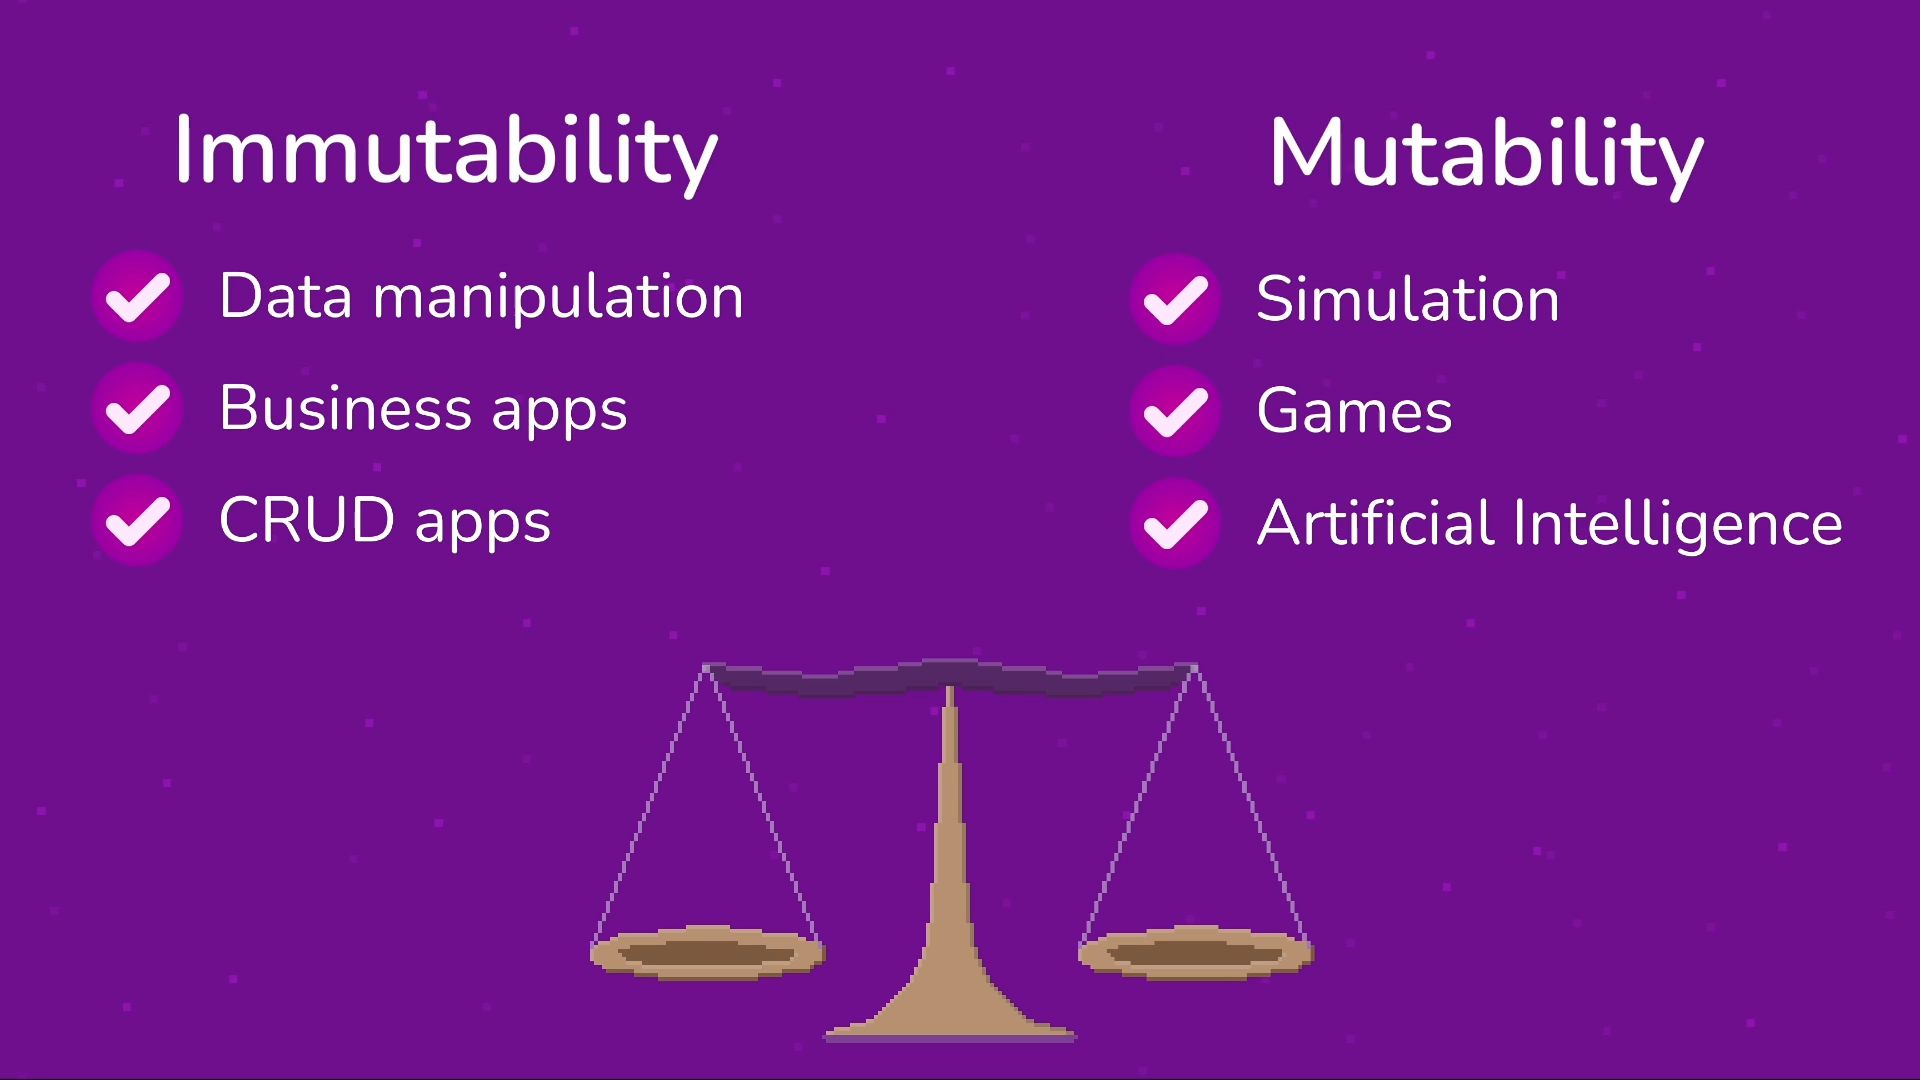 Immutability
Data manipulation
Business apps
CRUD apps
Mutability
Simulation
Games
Artificial Intelligence